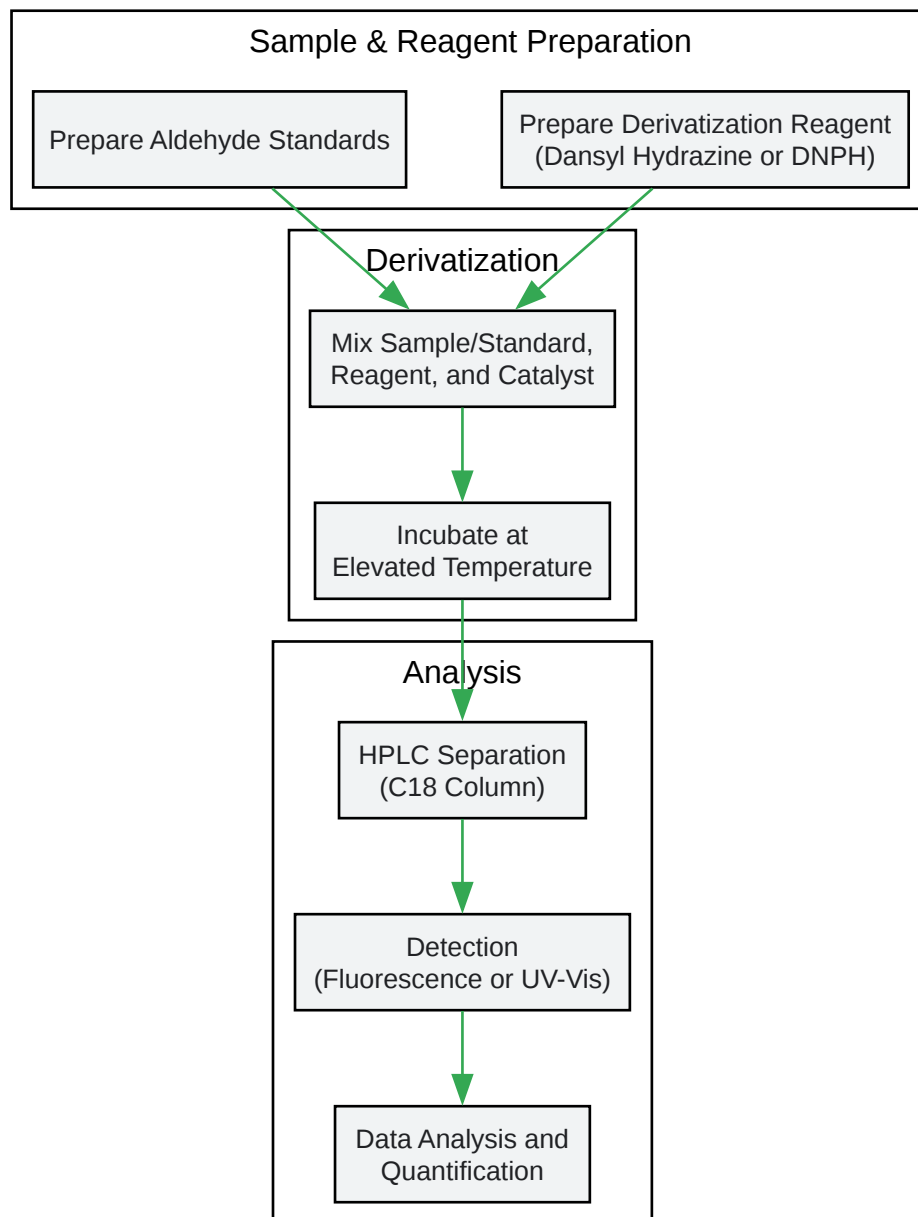 Sample & Reagent Preparation
Prepare Aldehyde Standards
Prepare Derivatization Reagent
(Dansyl Hydrazine or DNPH)
Derivatization
Mix Sample/Standard,
Reagent, and Catalyst
Incubate at
Elevated Temperature
Analysis
HPLC Separation
(C18 Column)
Detection
(Fluorescence or UV-Vis)
Data Analysis and
Quantification